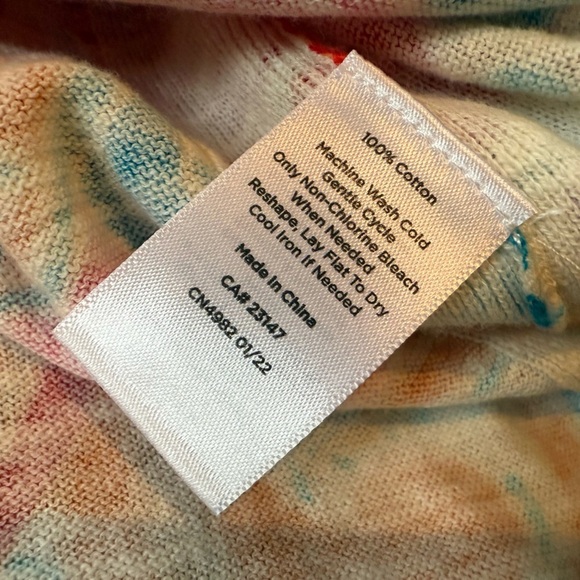 100% Cotton
Machine Wash Cold
Gentle Cycle
Only Non-Chlorine Bleach
When Needed
Reshape, Lay Flat To Dry
Cool Iron If Needed
Made In China
CA# 23147
CN4982 01/22